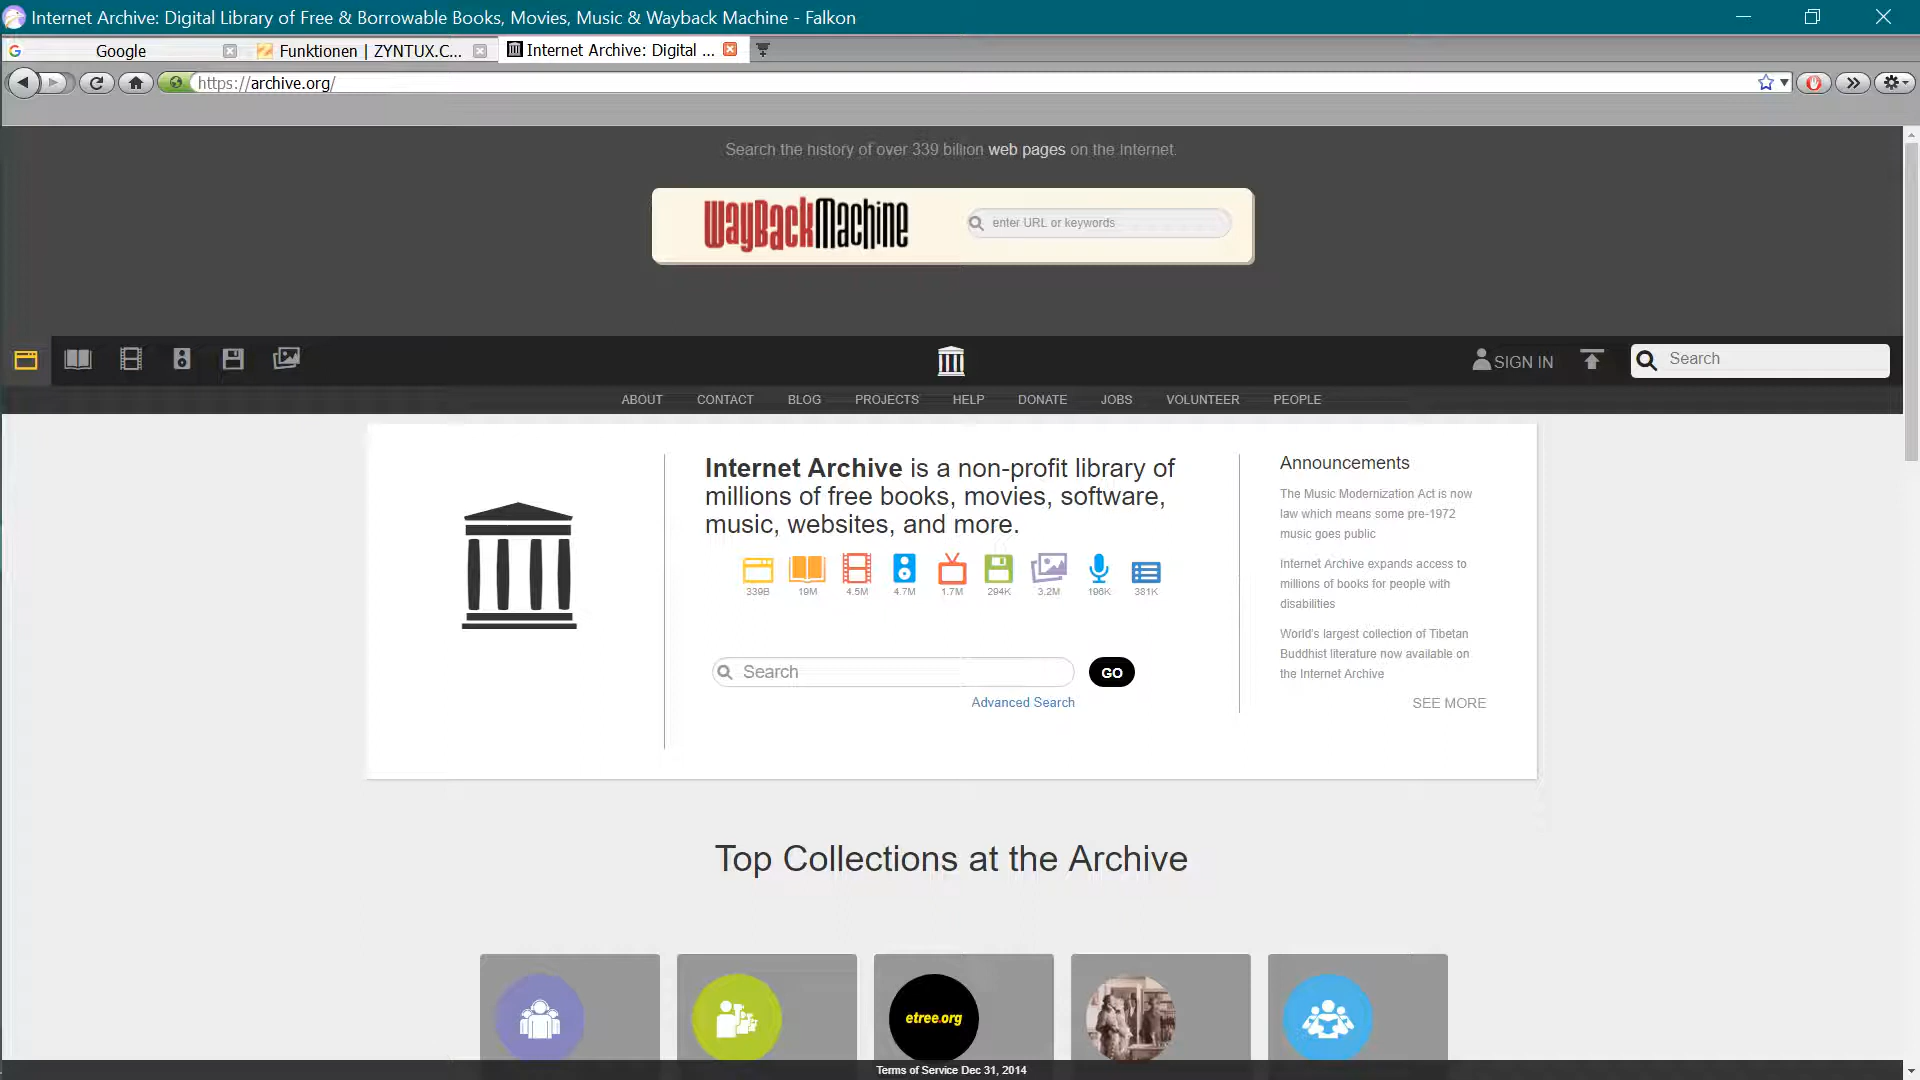 Internet Archive: Digital Library of Free & Borrowable Books, Movies, Music & Wayback Machine - Falkon
Google
Funktionen | ZYNTUX.C...
Internet Archive: Digital ...
https://archive.org/
Search the history of over 339 billion web pages on the Internet.
WayBackMachine
enter URL or keywords
SIGN IN
Search
ABOUT CONTACT BLOG PROJECTS HELP DONATE JOBS VOLUNTEER PEOPLE
Internet Archive is a non-profit library of
millions of free books, movies, software,
music, websites, and more.
339B 19M 4.5M 4.7M 1.7M 294K 3.2M 196K 381K
Search
GO
Advanced Search
Announcements
The Music Modernization Act is now
law which means some pre-1972
music goes public
Internet Archive expands access to
millions of books for people with
disabilities
World's largest collection of Tibetan
Buddhist literature now available on
the Internet Archive
SEE MORE
Top Collections at the Archive
etree.org
Terms of Service Dec 31, 2014